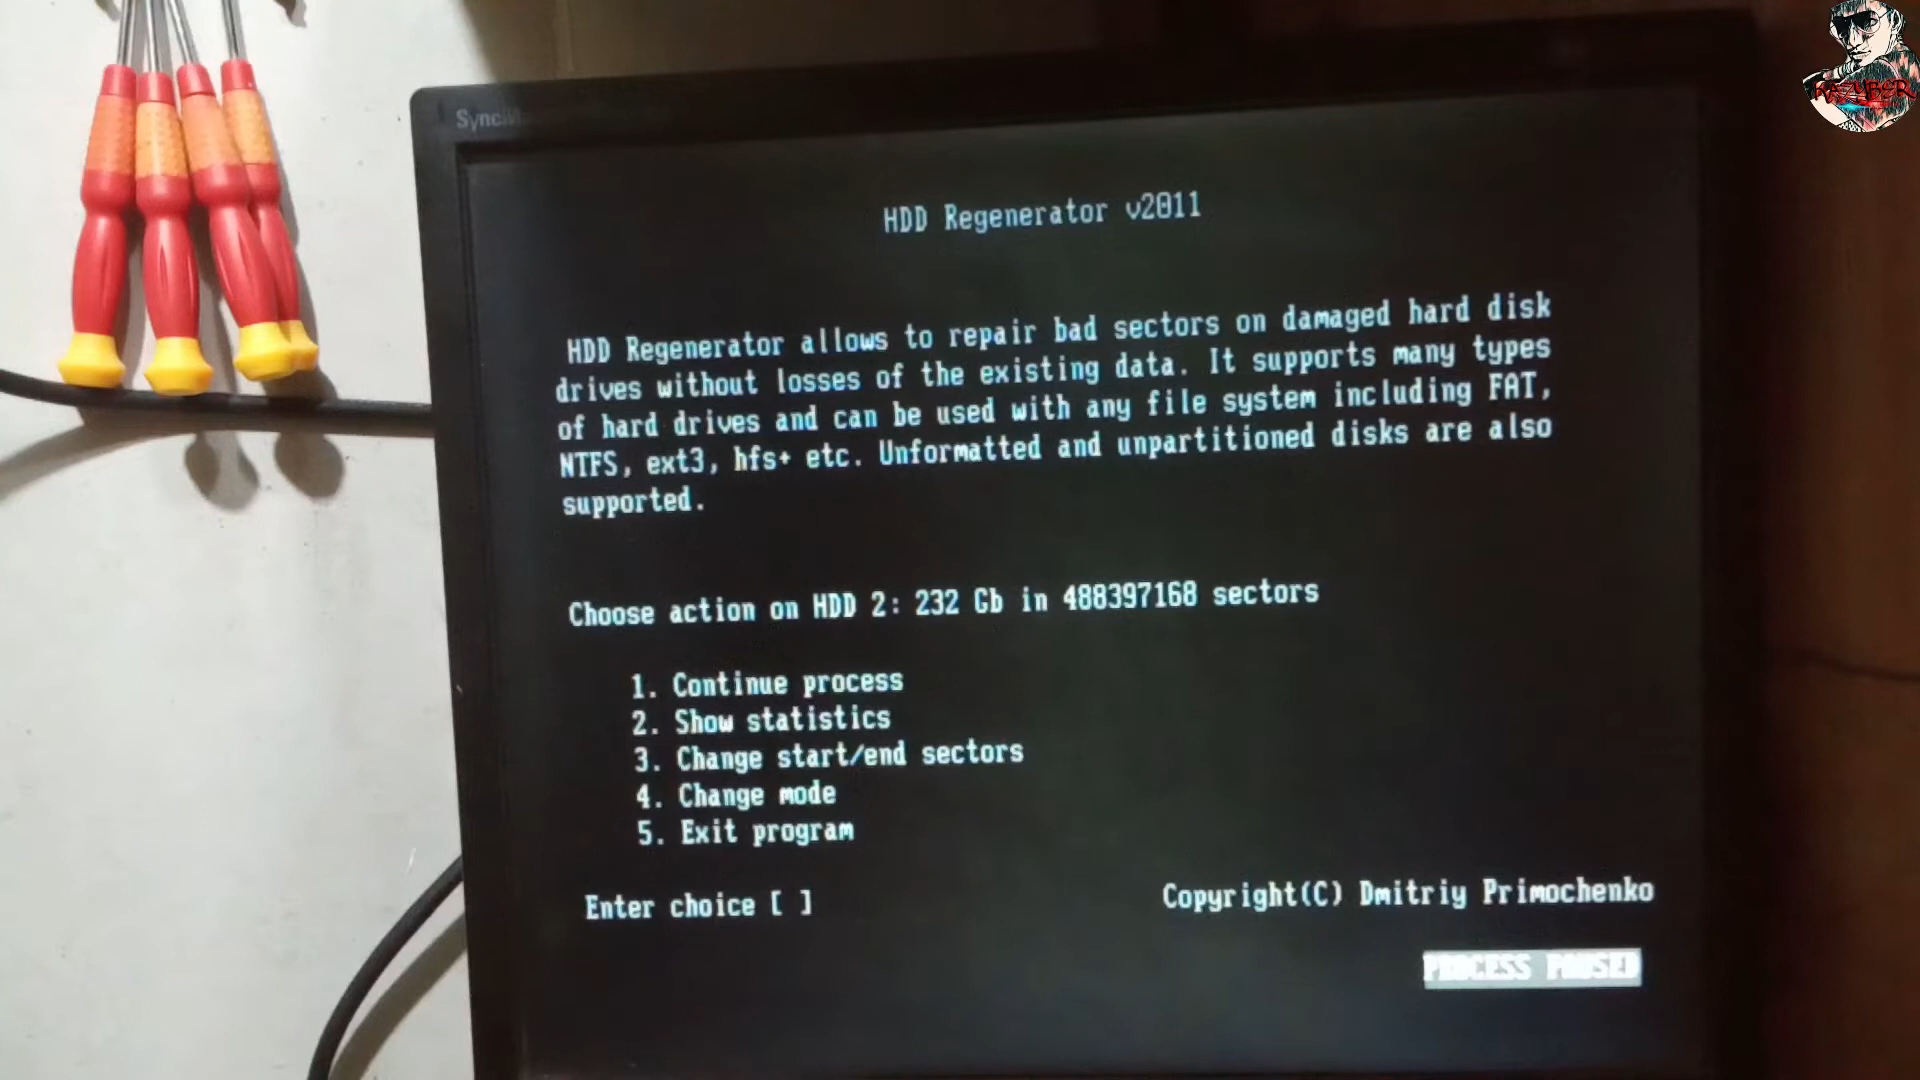 HDD Regenerator v2011
HDD Regenerator allows to repair bad sectors on damaged hard disk
drives without losses of the existing data. It supports many types
of hard drives and can be used with any file system including FAT,
NTFS, ext3, hfs+ etc. Unformatted and unpartitioned disks are also
supported.
Choose action on HDD 2: 232 Gb in 488397168 sectors
1. Continue process
2. Show statistics
3. Change start/end sectors
4. Change mode
5. Exit program
Enter choice [ ]
Copyright(C) Dmitriy Primochenko
PROCESS PAUSED